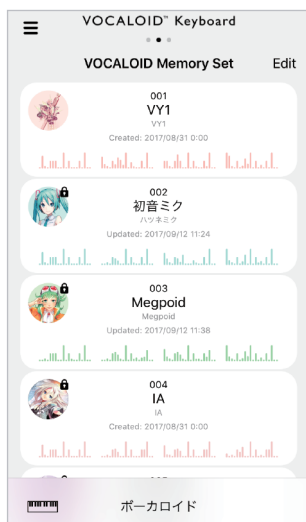 VOCALOID™ Keyboard
VOCALOID Memory Set Edit
001
VY1
VY1
Created: 2017/08/31 0:00
002
初音ミク
ハツネミク
Updated: 2017/09/12 11:24
003
Megpoid
Megpoid
Updated: 2017/09/12 11:38
004
IA
IA
Created: 2017/08/31 0:00
ボーカロイド